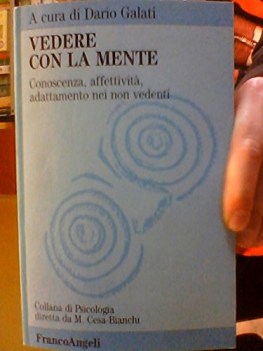 A cura di Dario Galati
VEDERE
CON LA MENTE
Conoscenza, affettività,
adattamento nei non vedenti
Collana di Psicologia
diretta da M. Cesa-Bianchi
FrancoAngeli